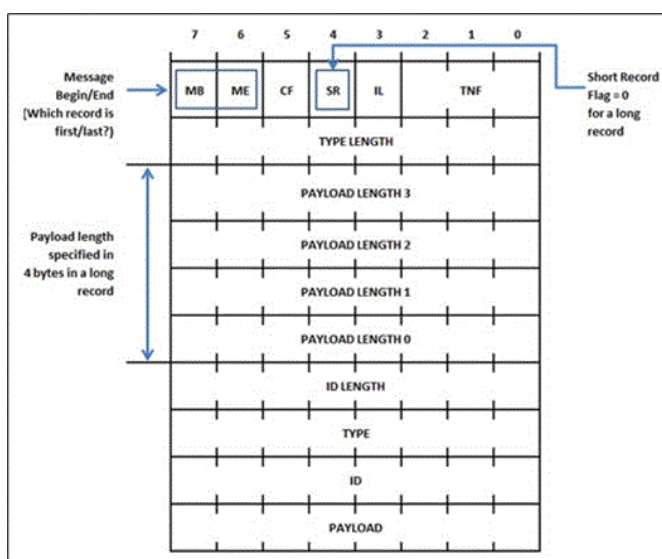 7 6 5 4 3 2 1 0
Message
Begin/End
(Which record is
first/last?)
MB ME CF SR IL TNF
Short Record
Flag = 0
for a long
record
TYPE LENGTH
PAYLOAD LENGTH 3
Payload length
specified in
4 bytes in a long
record
PAYLOAD LENGTH 2
PAYLOAD LENGTH 1
PAYLOAD LENGTH 0
ID LENGTH
TYPE
ID
PAYLOAD